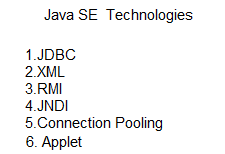 Java SE  Technologies
1.JDBC
2.XML
3.RMI
4.JNDI
5.Connection Pooling
6. Applet